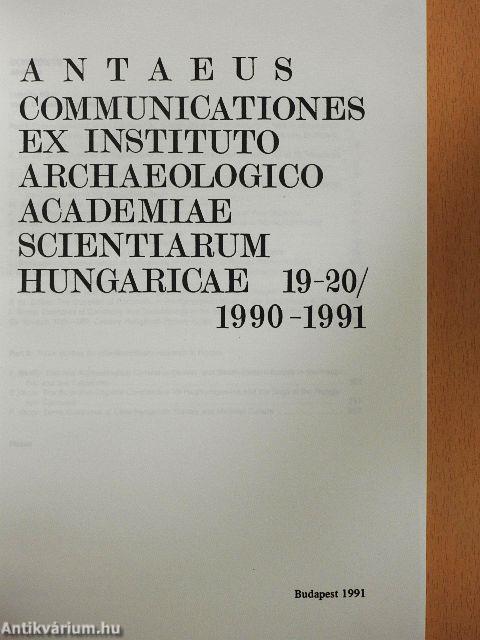 ANTAEUS
COMMUNICATIONES
EX INSTITUTO
ARCHAEOLOGICO
ACADEMIAE
SCIENTIARUM
HUNGARICAE 19-20/
1990-1991
Budapest 1991
Antikvárium.hu